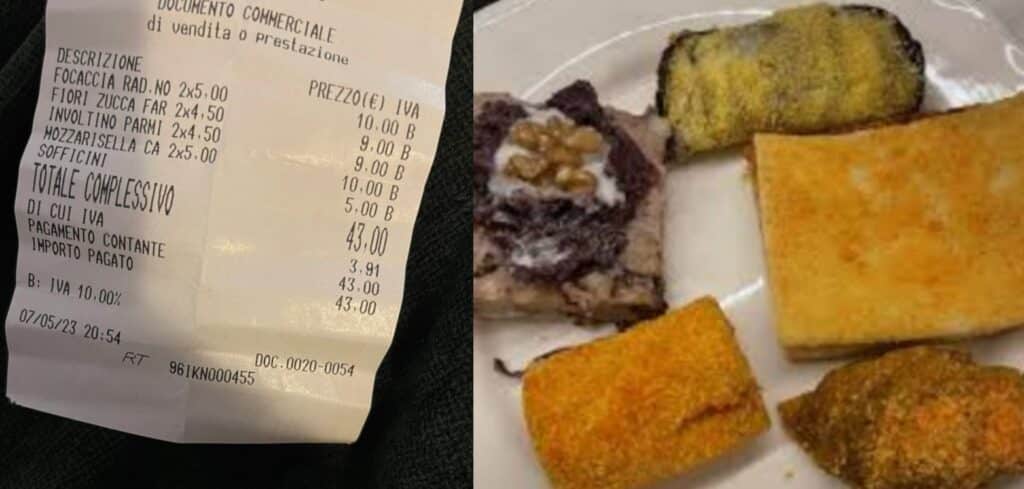 DOCUMENTO COMMERCIALE
di vendita o prestazione
DESCRIZIONE PREZZO(€) IVA
FOCACCIA RAD.NO 2x5.00 10.00 B
FIORI ZUCCA FAR 2x4.50 9.00 B
INVOLTINO PARMI 2x4.50 9.00 B
MOZZARISELLA CA 2x5.00 10.00 B
SOFFICINI 5.00 B
TOTALE COMPLESSIVO 43,00
DI CUI IVA 3.91
PAGAMENTO CONTANTE 43.00
IMPORTO PAGATO 43.00
B: IVA 10.00%
07/05/23 20:54 DOC.0020-0054
RT 96IKN000455